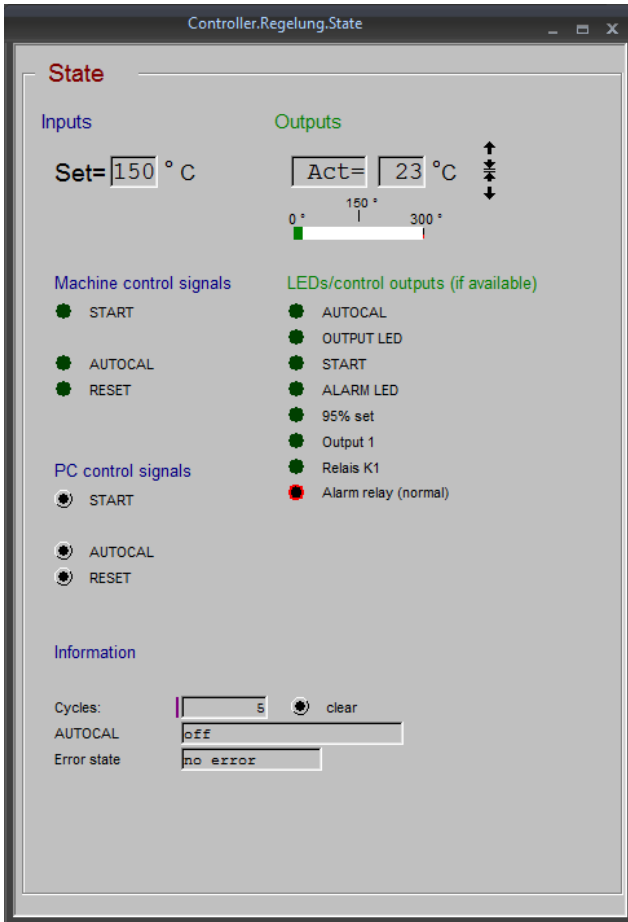 Controller.Regelung.State
State
Inputs
Outputs
Set= 150 ° C
Act= 23 °C
150 °
0 ° 300 °
Machine control signals
START
AUTOCAL
RESET
LEDs/control outputs (if available)
AUTOCAL
OUTPUT LED
START
ALARM LED
95% set
Output 1
Relais K1
Alarm relay (normal)
PC control signals
START
AUTOCAL
RESET
Information
Cycles: 5 clear
AUTOCAL off
Error state no error